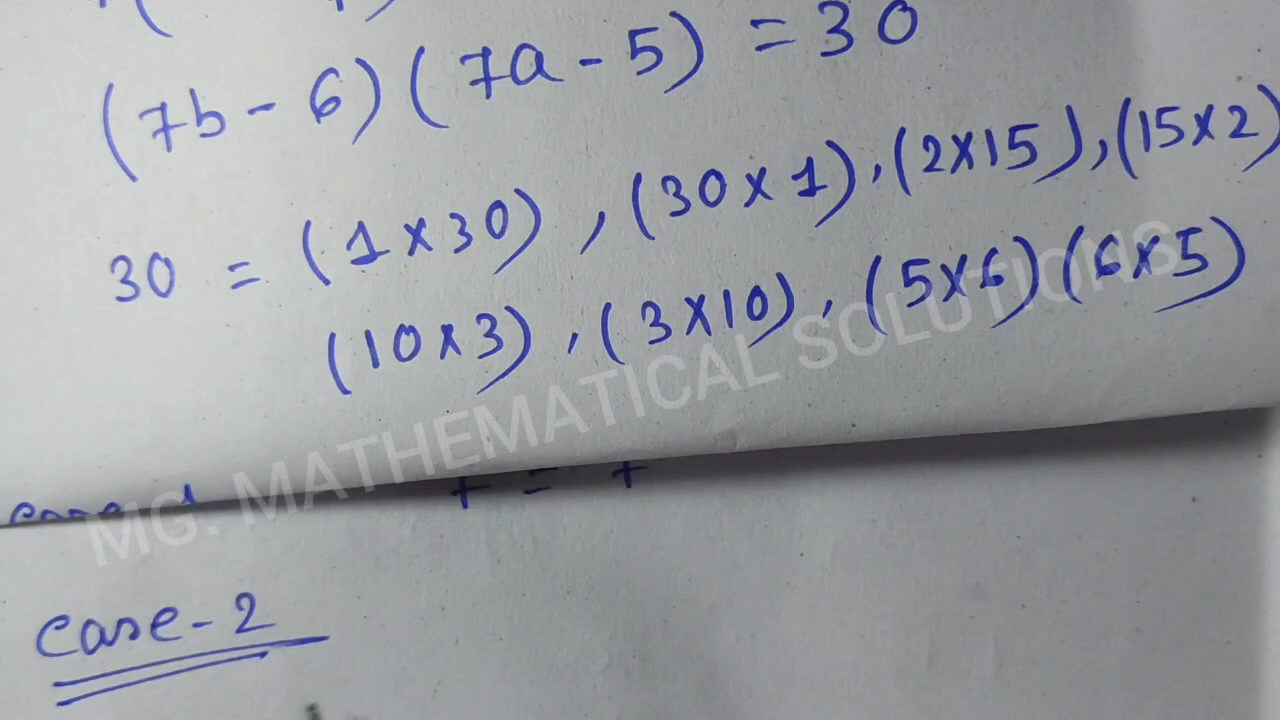 (7b - 6) (7a - 5) = 30
30 = (1 × 30) , (30 × 1) , (2×15) , (15×2)
(10 × 3) , (3 × 10) , (5×6) (6×5)
MG. MATHEMATICAL SOLUTIONS
case - 2